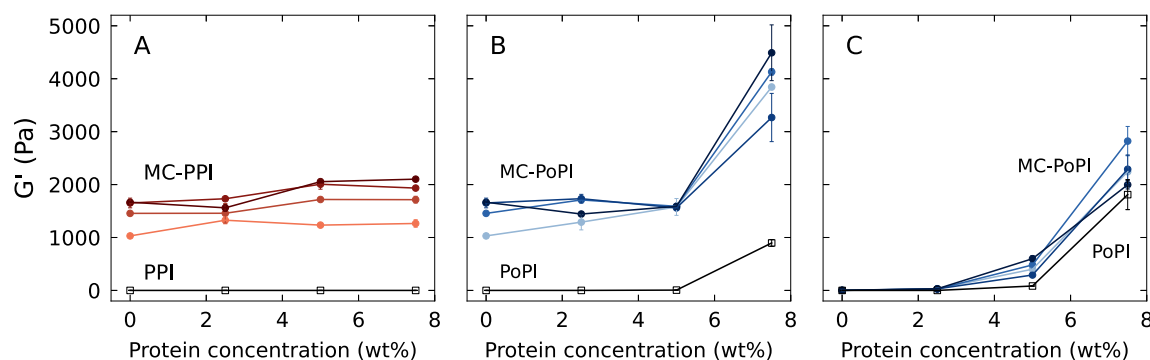 A
B
C
5000
4000
3000
2000
1000
0
G' (Pa)
MC-PPI
PPI
MC-PoPI
PoPI
MC-PoPI
PoPI
0 2 4 6 8
0 2 4 6 8
0 2 4 6 8
Protein concentration (wt%)
Protein concentration (wt%)
Protein concentration (wt%)